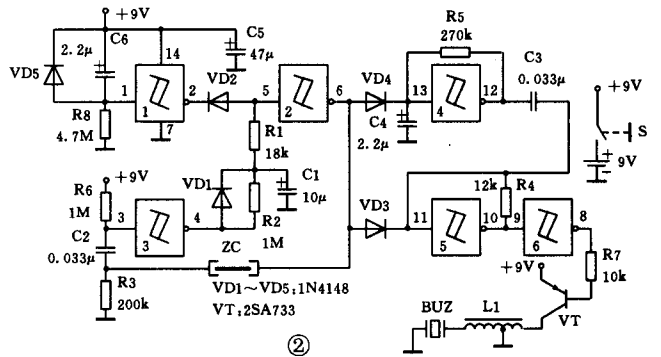 +9V
C6
2.2μ
VD5
14
C5
47μ
VD2
1
2
5
6
VD4
R5
270k
13
12
C3
0.033μ
+9V
S
9V
1
2
4
7
R8
4.7M
R1
18k
C4
2.2μ
+9V
R6
1M
VD1
C1
10μ
3
4
3
R2
1M
VD3
12k
R4
11
10
9
8
5
6
C2
0.033μ
ZC
R3
200k
VD1～VD5:1N4148
VT:2SA733
+9V
R7
10k
BUZ
L1
VT
②